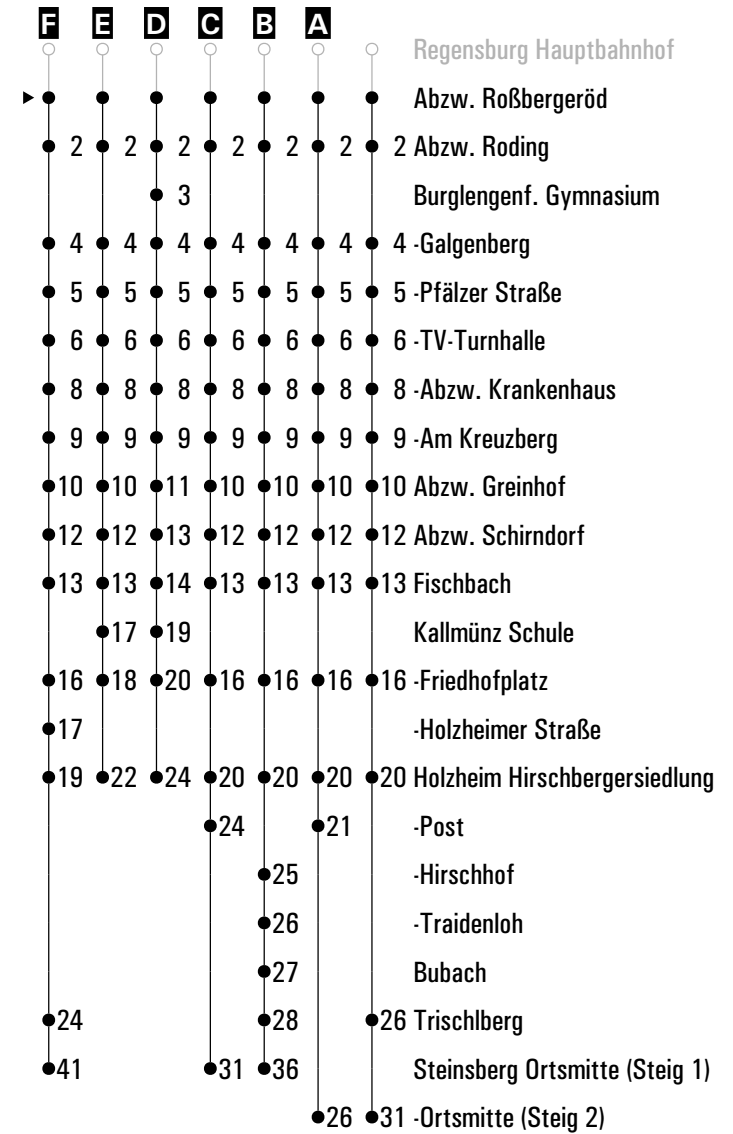 F E D C B A
Regensburg Hauptbahnhof
Abzw. Roßbergeröd
2 2 2 2 2 2 2 Abzw. Roding
3 Burglengenf. Gymnasium
4 4 4 4 4 4 4 -Galgenberg
5 5 5 5 5 5 5 -Pfälzer Straße
6 6 6 6 6 6 6 -TV-Turnhalle
8 8 8 8 8 8 8 -Abzw. Krankenhaus
9 9 9 9 9 9 9 -Am Kreuzberg
10 10 11 10 10 10 10 Abzw. Greinhof
12 12 13 12 12 12 12 Abzw. Schirndorf
13 13 14 13 13 13 13 Fischbach
17 19 Kallmünz Schule
16 18 20 16 16 16 16 -Friedhofplatz
17 -Holzheimer Straße
19 22 24 20 20 20 20 Holzheim Hirschbergersiedlung
24 21 -Post
25 -Hirschhof
26 -Traidenloh
27 Bubach
24 28 26 Trischlberg
41 31 36 Steinsberg Ortsmitte (Steig 1)
26 31 -Ortsmitte (Steig 2)